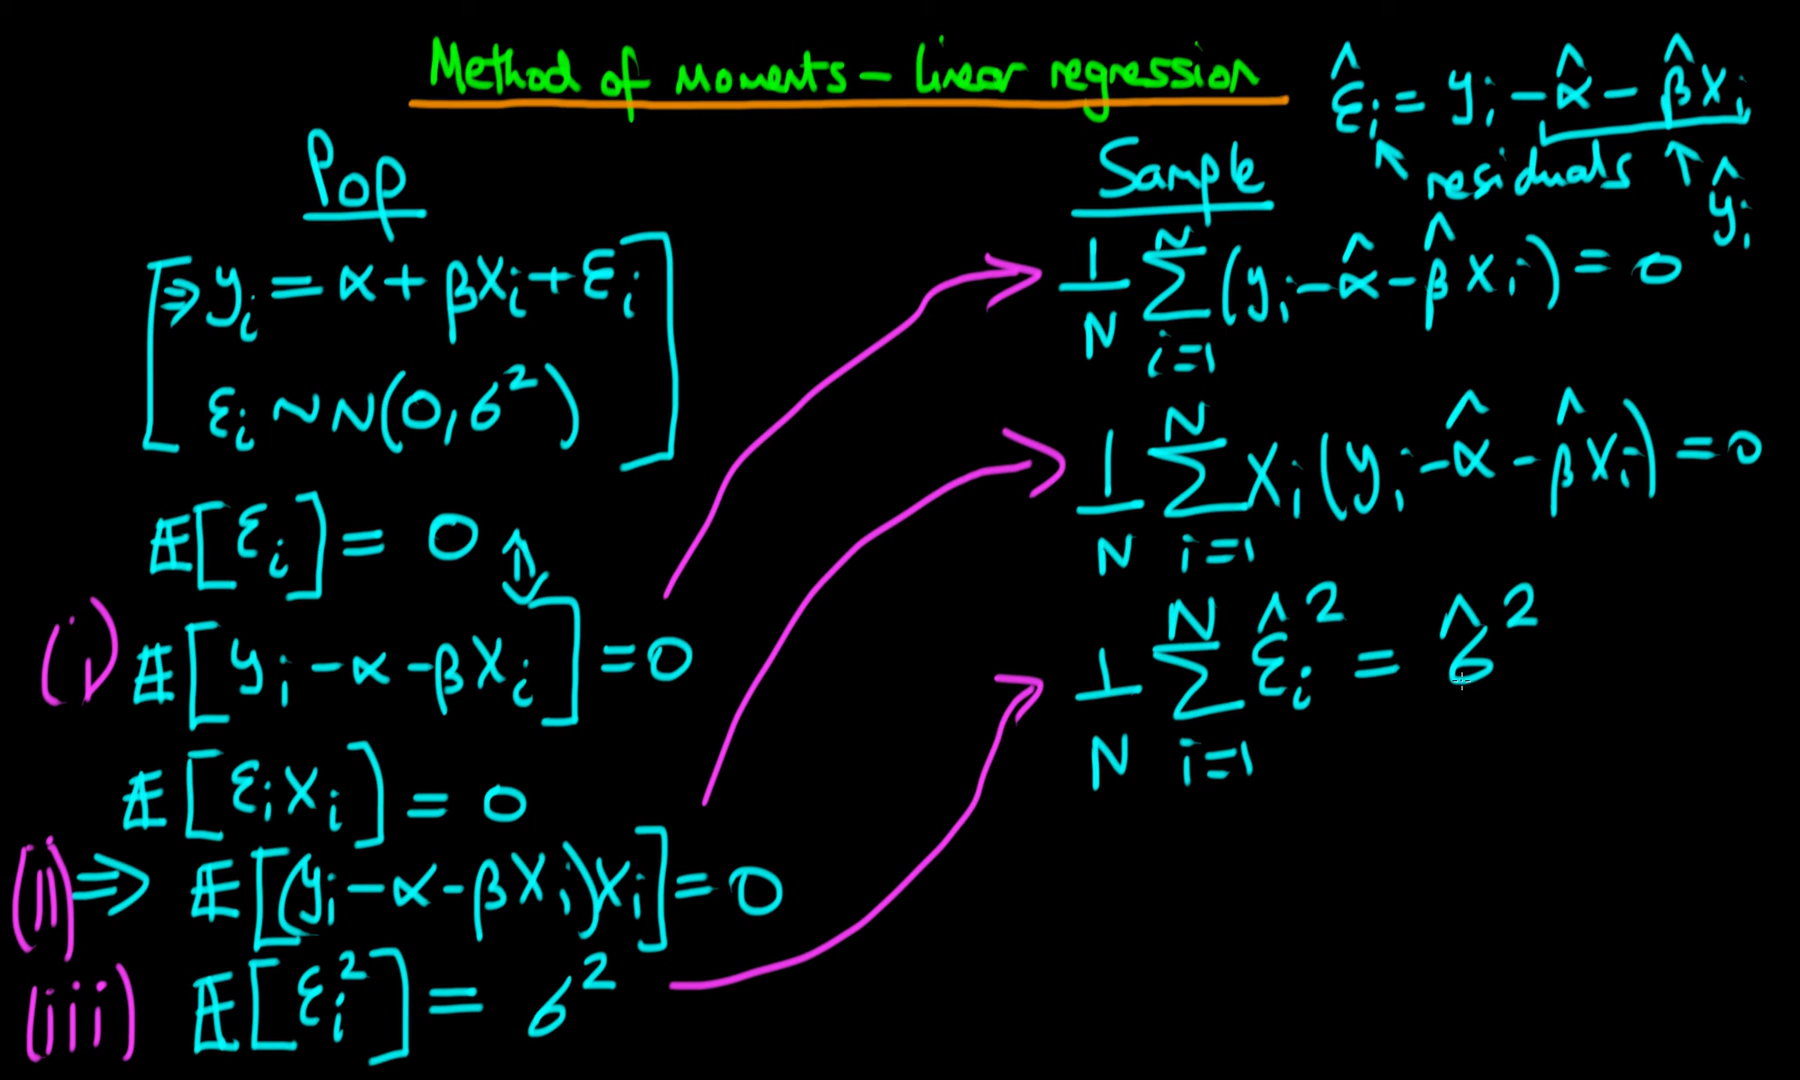 Method of moments – linear regression
ε̂ᵢ = yᵢ – α̂ – β̂xᵢ
residuals
ŷᵢ
Pop
⇒ yᵢ = α + βxᵢ + εᵢ
εᵢ ~ N(0, σ²)
𝔼[εᵢ] = 0
⇕
(i) 𝔼[yᵢ – α – βxᵢ] = 0
𝔼[εᵢxᵢ] = 0
(ii) ⇒ 𝔼[(yᵢ – α – βxᵢ)xᵢ] = 0
(iii) 𝔼[εᵢ²] = σ²
Sample
1/N Σᵢ₌₁ᴺ (yᵢ – α̂ – β̂xᵢ) = 0
1/N Σᵢ₌₁ᴺ xᵢ(yᵢ – α̂ – β̂xᵢ) = 0
1/N Σᵢ₌₁ᴺ ε̂ᵢ² = σ̂²